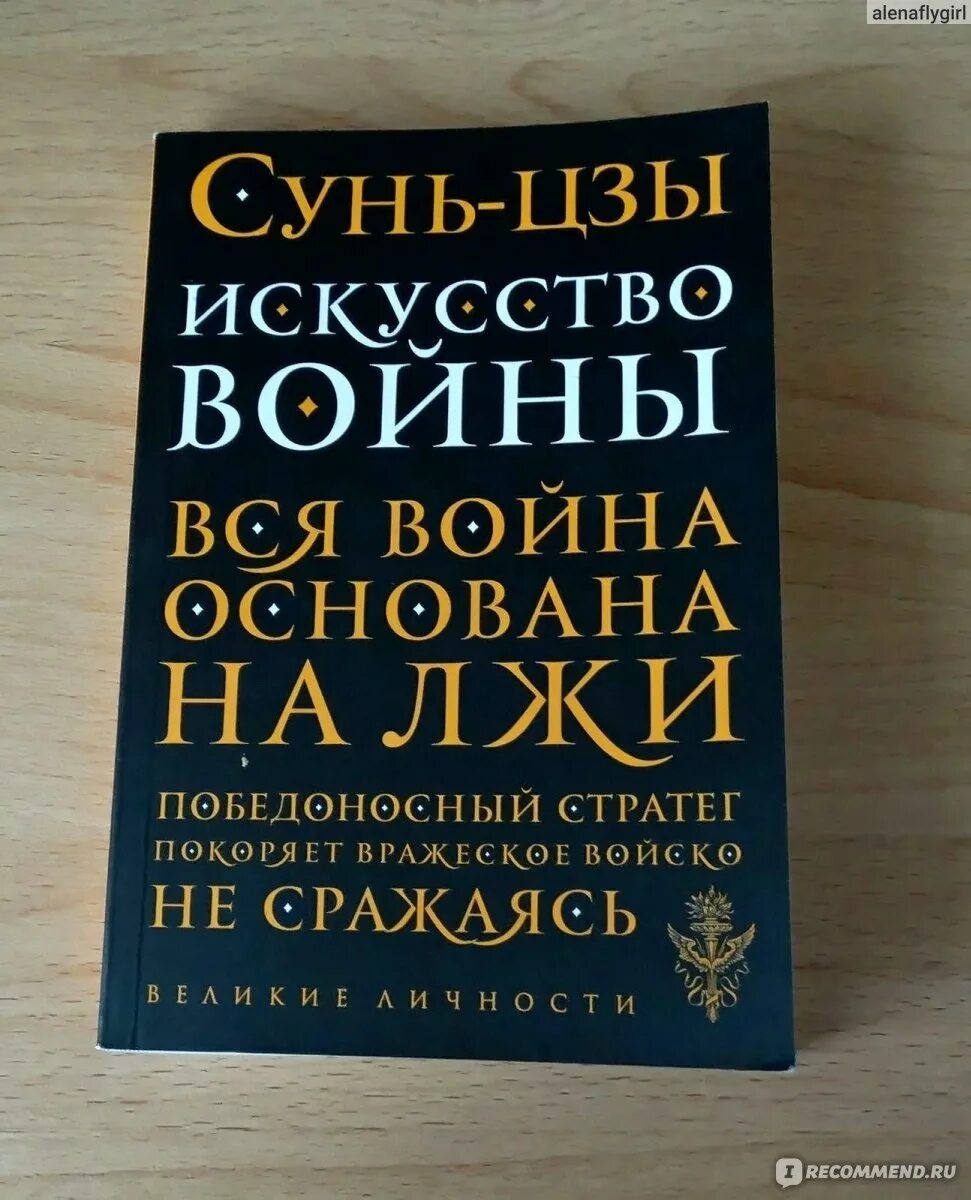 alenaflygirl
Сунь-цзы
искусство
войны
вся война
основана
на лжи
победоносный стратег
покоряет вражеское войско
не сражаясь
великие личности
I RECOMMEND.RU